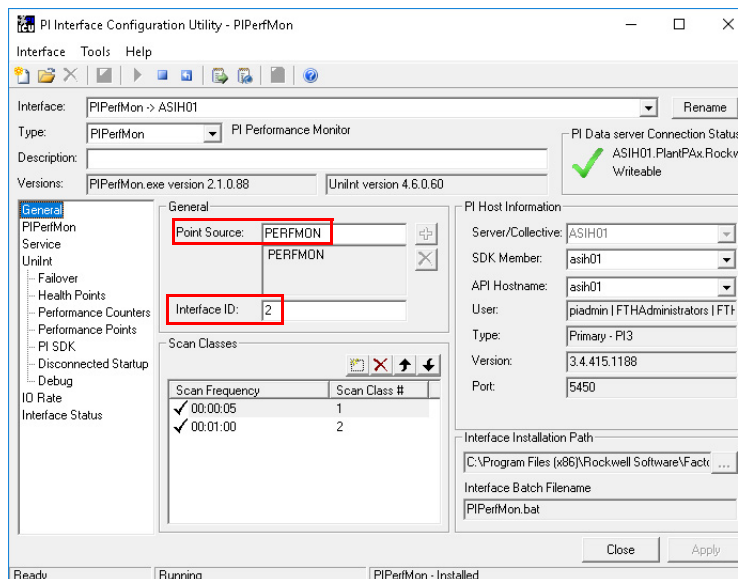 PI Interface Configuration Utility - PIPerfMon
Interface Tools Help
Interface: PIPerfMon -> ASIH01 Rename
Type: PIPerfMon PI Performance Monitor
Description:
Versions: PIPerfMon.exe version 2.1.0.88 UniInt version 4.6.0.60
PI Data server Connection Status
ASIH01.PlantPAx.Rockw
Writeable
General
PIPerfMon
Service
UniInt
Failover
Health Points
Performance Counters
Performance Points
PI SDK
Disconnected Startup
Debug
IO Rate
Interface Status
General
Point Source: PERFMON
PERFMON
Interface ID: 2
Scan Classes
Scan Frequency Scan Class #
00:00:05 1
00:01:00 2
PI Host Information
Server/Collective: ASIH01
SDK Member: asih01
API Hostname: asih01
User: piadmin | FTHAdministrators | FTH
Type: Primary - PI3
Version: 3.4.415.1188
Port: 5450
Interface Installation Path
C:\Program Files (x86)\Rockwell Software\Facto ...
Interface Batch Filename
PIPerfMon.bat
Close Apply
Ready Running PIPerfMon - Installed